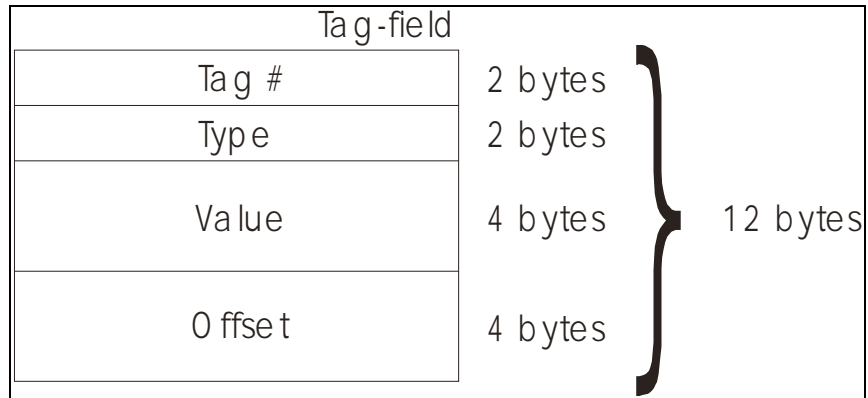 Tag-field
Tag # 2 bytes
Type 2 bytes
Value 4 bytes 12 bytes
Offset 4 bytes